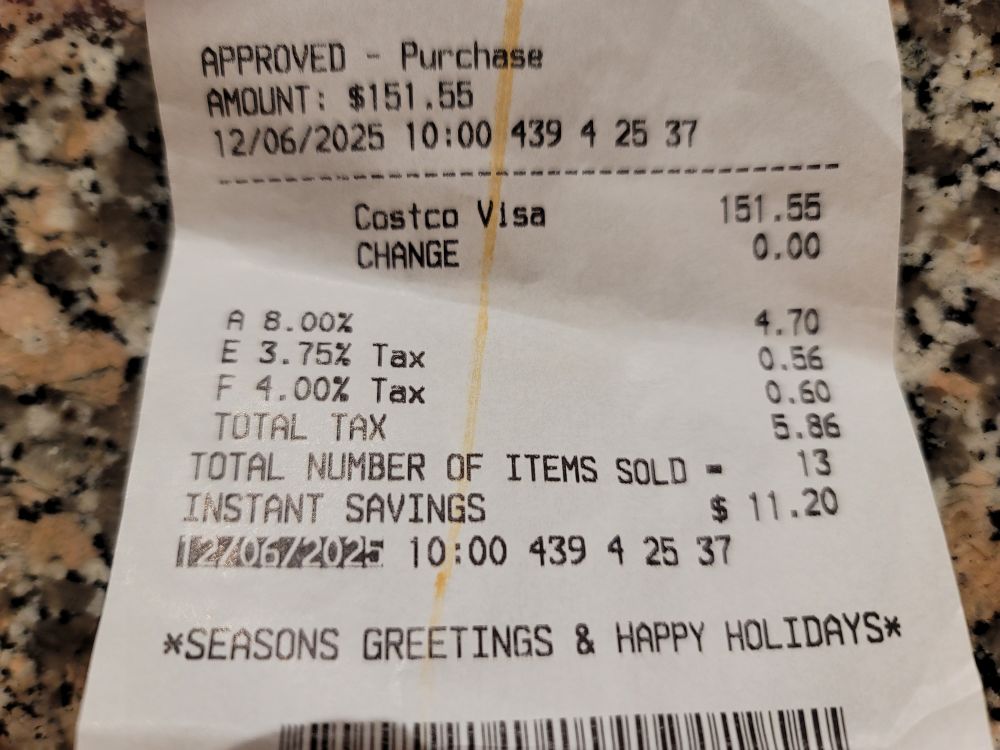 APPROVED - Purchase
AMOUNT: $151.55
12/06/2025 10:00 439 4 25 37
Costco Visa 151.55
CHANGE 0.00
A 8.00% 4.70
E 3.75% Tax 0.56
F 4.00% Tax 0.60
TOTAL TAX 5.86
TOTAL NUMBER OF ITEMS SOLD = 13
INSTANT SAVINGS $ 11.20
12/06/2025 10:00 439 4 25 37
*SEASONS GREETINGS & HAPPY HOLIDAYS*